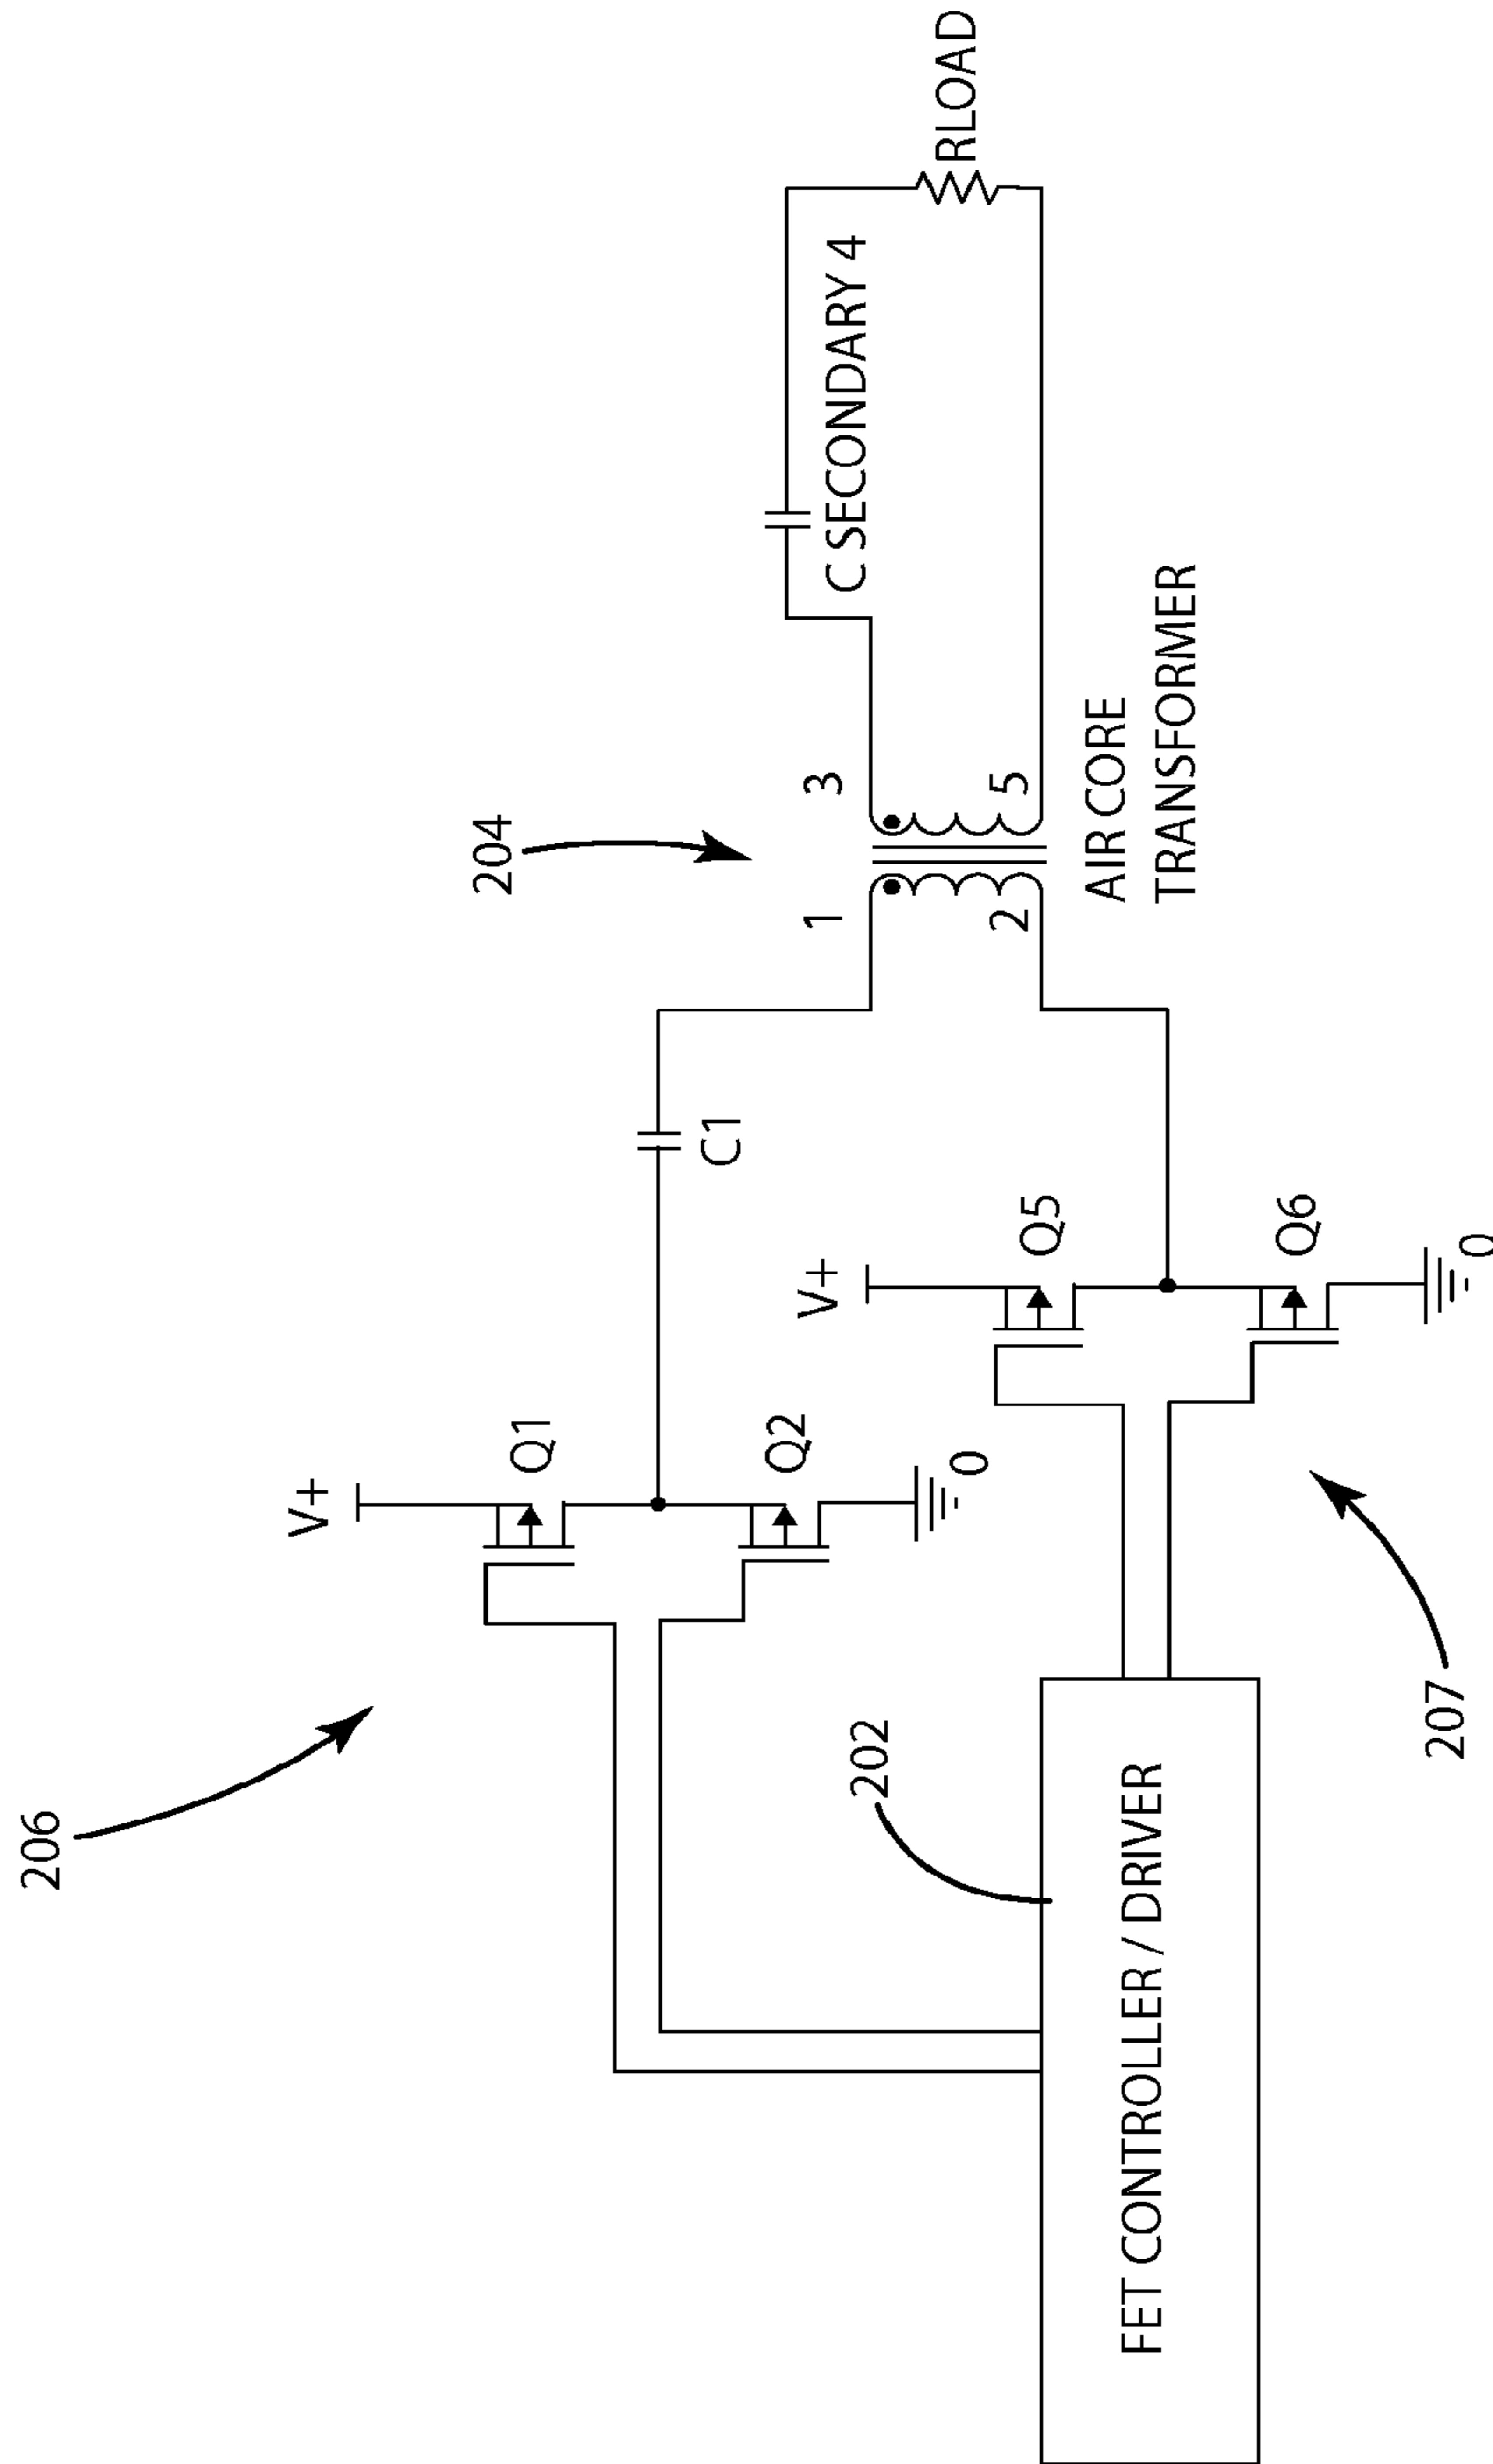 206
V+
Q1
Q2
0
C1
204
1
3
2
5
C SECONDARY 4
RLOAD
AIR CORE
TRANSFORMER
V+
Q5
Q6
0
202
FET CONTROLLER / DRIVER
207